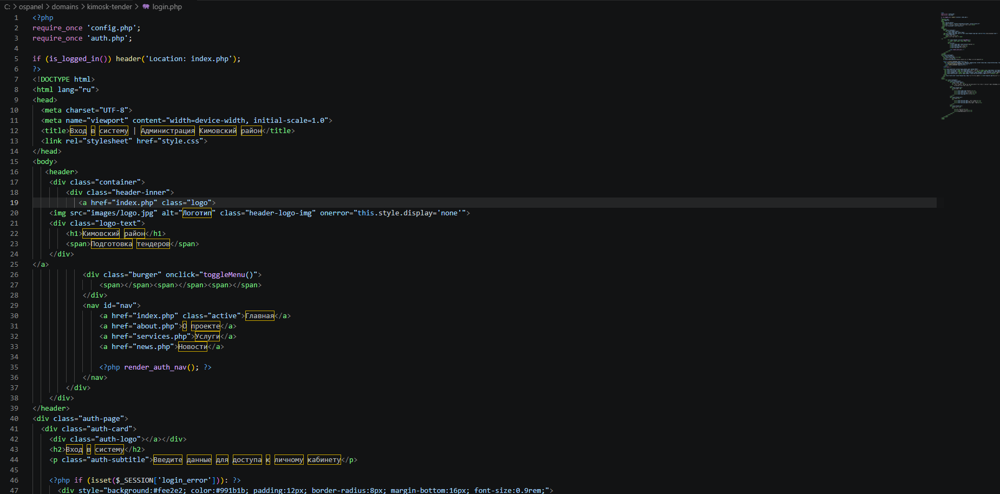 C: > ospanel > domains > kimosk-tender > login.php
1 <?php
2 require_once 'config.php';
3 require_once 'auth.php';
4
5 if (is_logged_in()) header('Location: index.php');
6 ?>
7 <!DOCTYPE html>
8 <html lang="ru">
9 <head>
10 <meta charset="UTF-8">
11 <meta name="viewport" content="width=device-width, initial-scale=1.0">
12 <title>Вход в систему | Администрация Кимовский район</title>
13 <link rel="stylesheet" href="style.css">
14 </head>
15 <body>
16 <header>
17 <div class="container">
18 <div class="header-inner">
19 <a href="index.php" class="logo">
20 <img src="images/logo.jpg" alt="Логотип" class="header-logo-img" onerror="this.style.display='none'">
21 <div class="logo-text">
22 <h1>Кимовский район</h1>
23 <span>Подготовка тендеров</span>
24 </div>
25 </a>
26 <div class="burger" onclick="toggleMenu()">
27 <span></span><span></span><span></span>
28 </div>
29 <nav id="nav">
30 <a href="index.php" class="active">Главная</a>
31 <a href="about.php">О проекте</a>
32 <a href="services.php">Услуги</a>
33 <a href="news.php">Новости</a>
34
35 <?php render_auth_nav(); ?>
36 </nav>
37 </div>
38 </div>
39 </header>
40 <div class="auth-page">
41 <div class="auth-card">
42 <div class="auth-logo"></a></div>
43 <h2>Вход в систему</h2>
44 <p class="auth-subtitle">Введите данные для доступа к личному кабинету</p>
45
46 <?php if (isset($_SESSION['login_error'])): ?>
47 <div style="background:#fee2e2; color:#991b1b; padding:12px; border-radius:8px; margin-bottom:16px; font-size:0.9rem;">